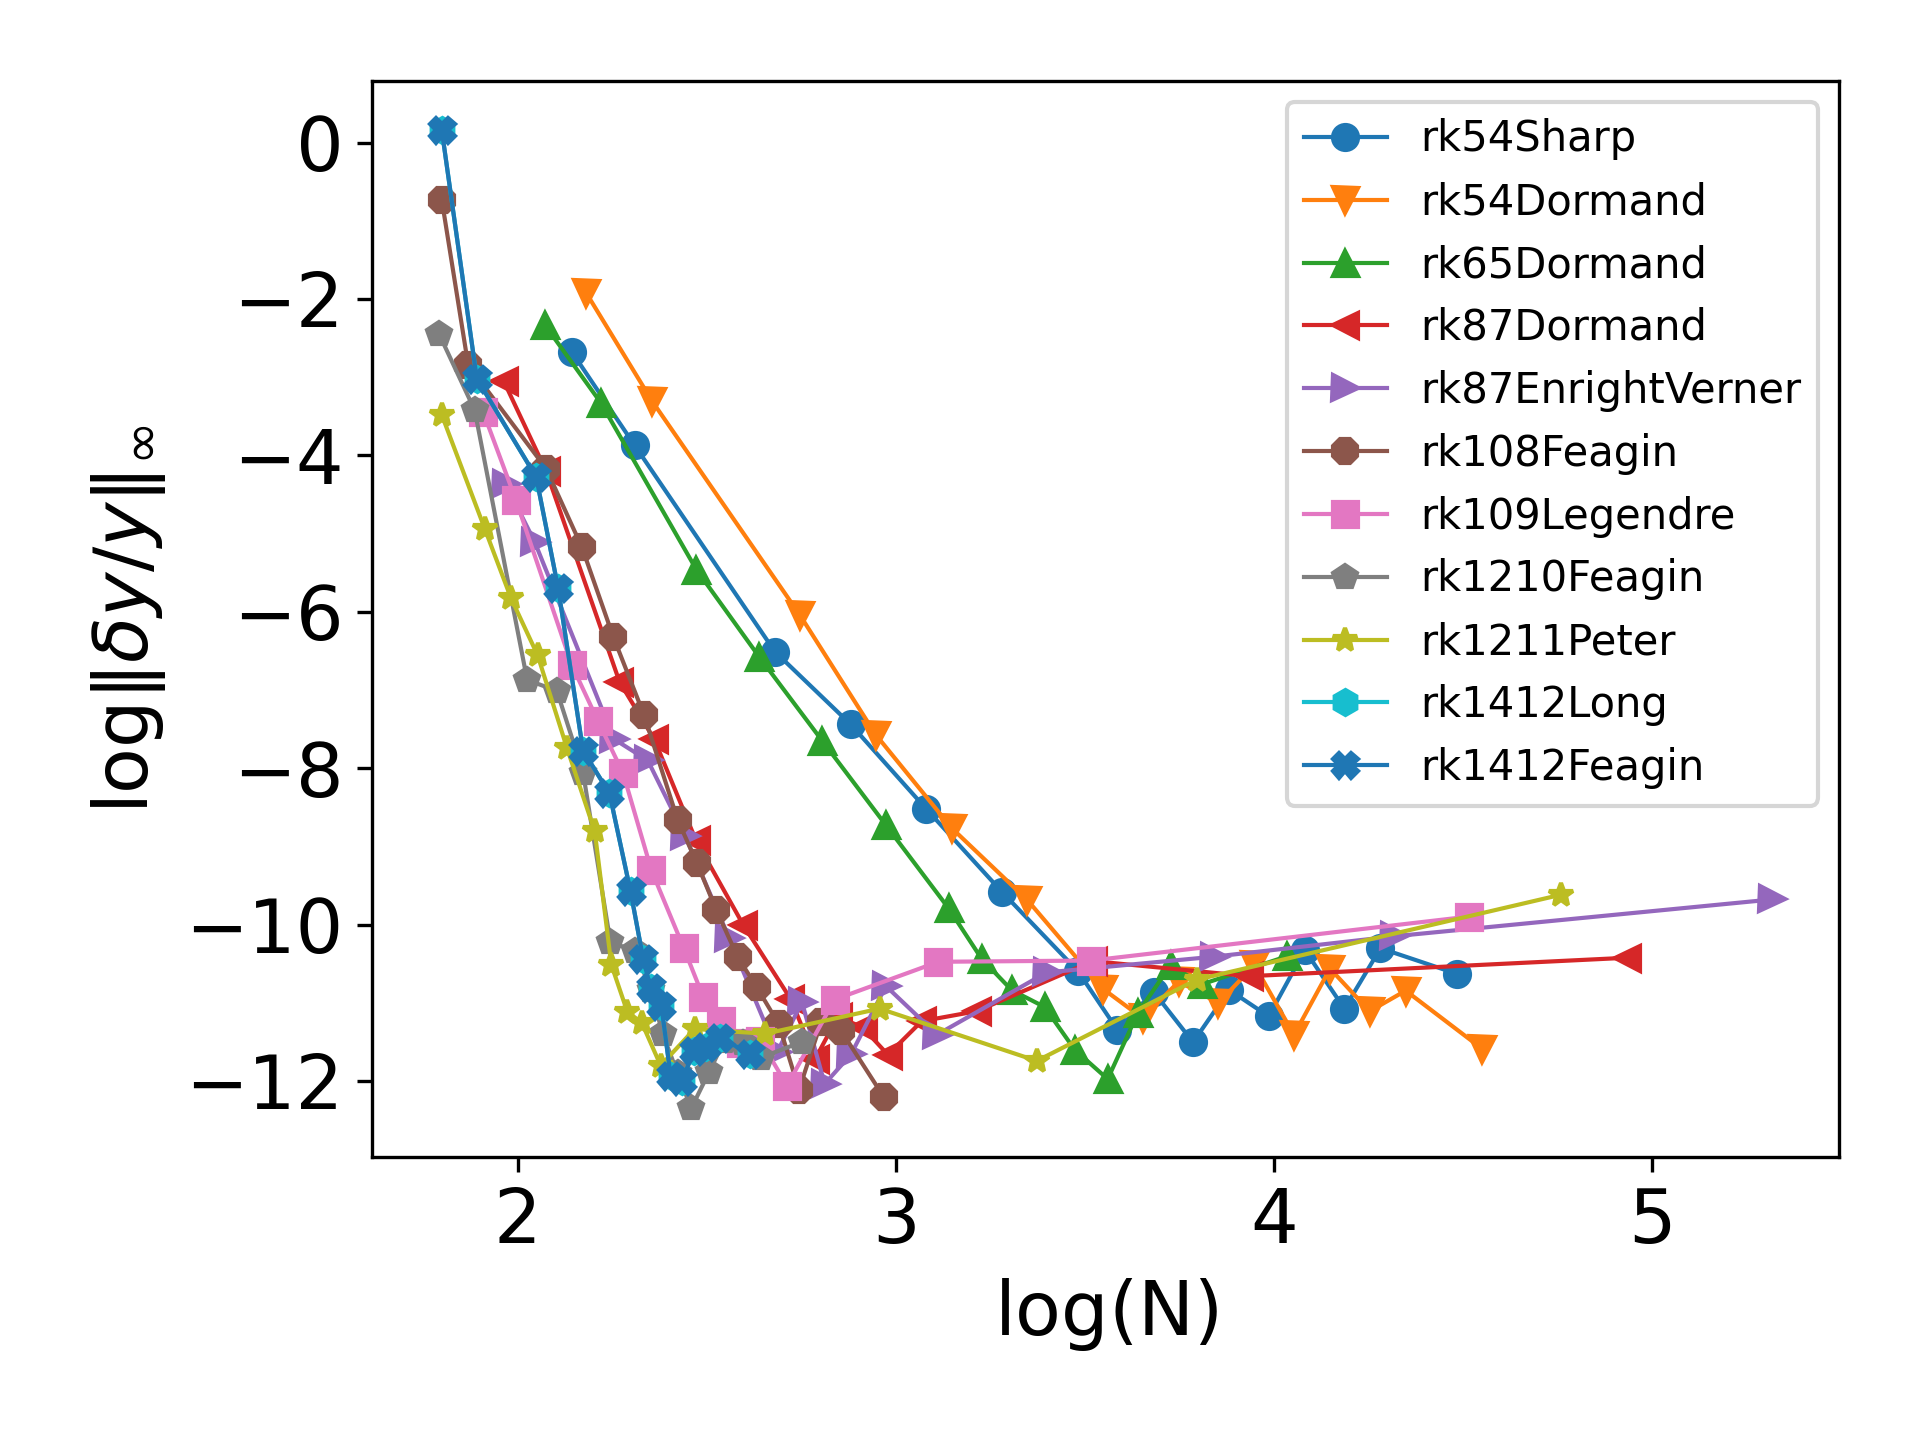 0
−2
−4
−6
−8
−10
−12
log‖δy/y‖∞
2
3
4
5
log(N)
rk54Sharp
rk54Dormand
rk65Dormand
rk87Dormand
rk87EnrightVerner
rk108Feagin
rk109Legendre
rk1210Feagin
rk1211Peter
rk1412Long
rk1412Feagin